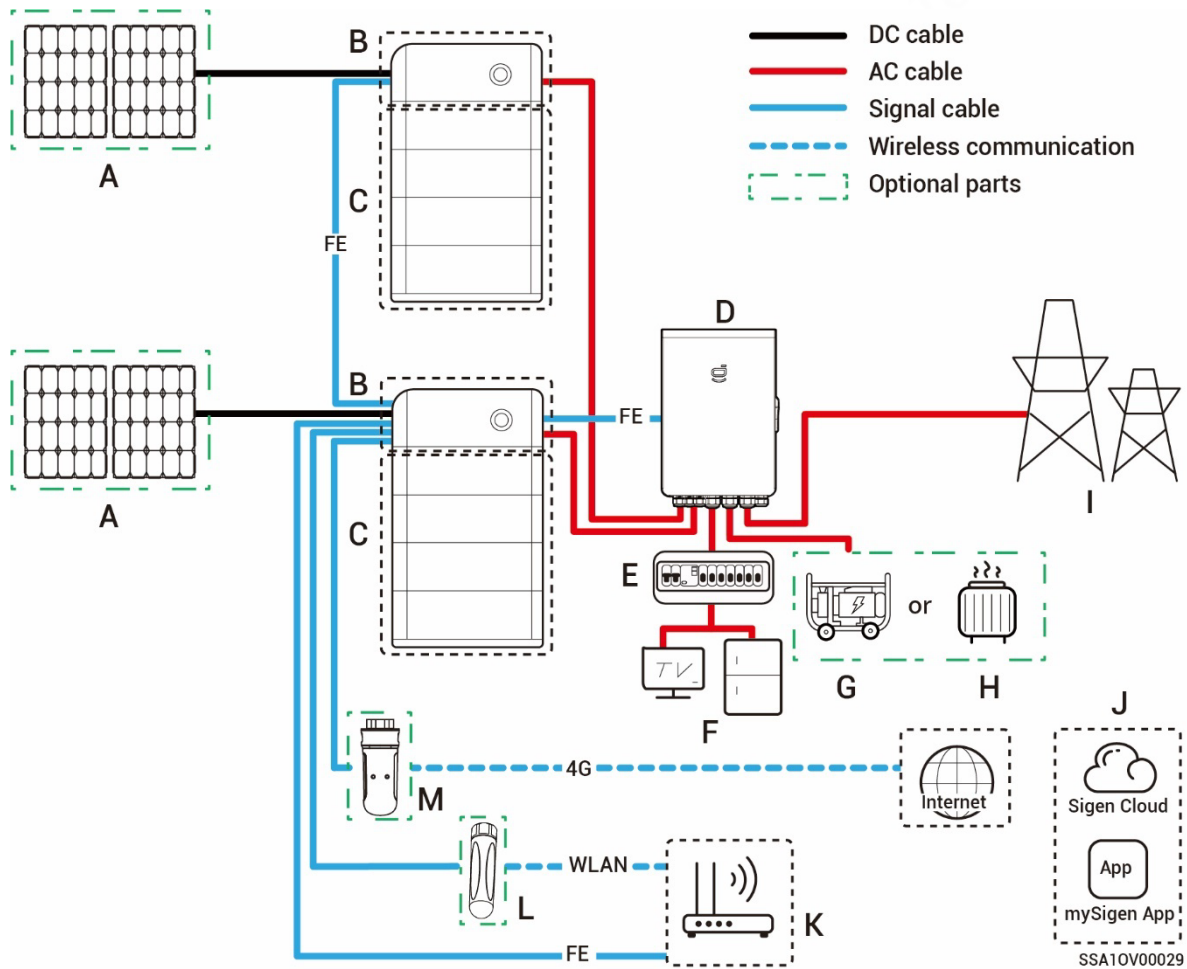 DC cable
AC cable
Signal cable
Wireless communication
Optional parts
A
B
C
FE
A
B
C
FE
D
E
TV
F
or
G
H
I
J
Sigen Cloud
App
mySigen App
4G
Internet
M
WLAN
L
K
FE
SSA1OV00029